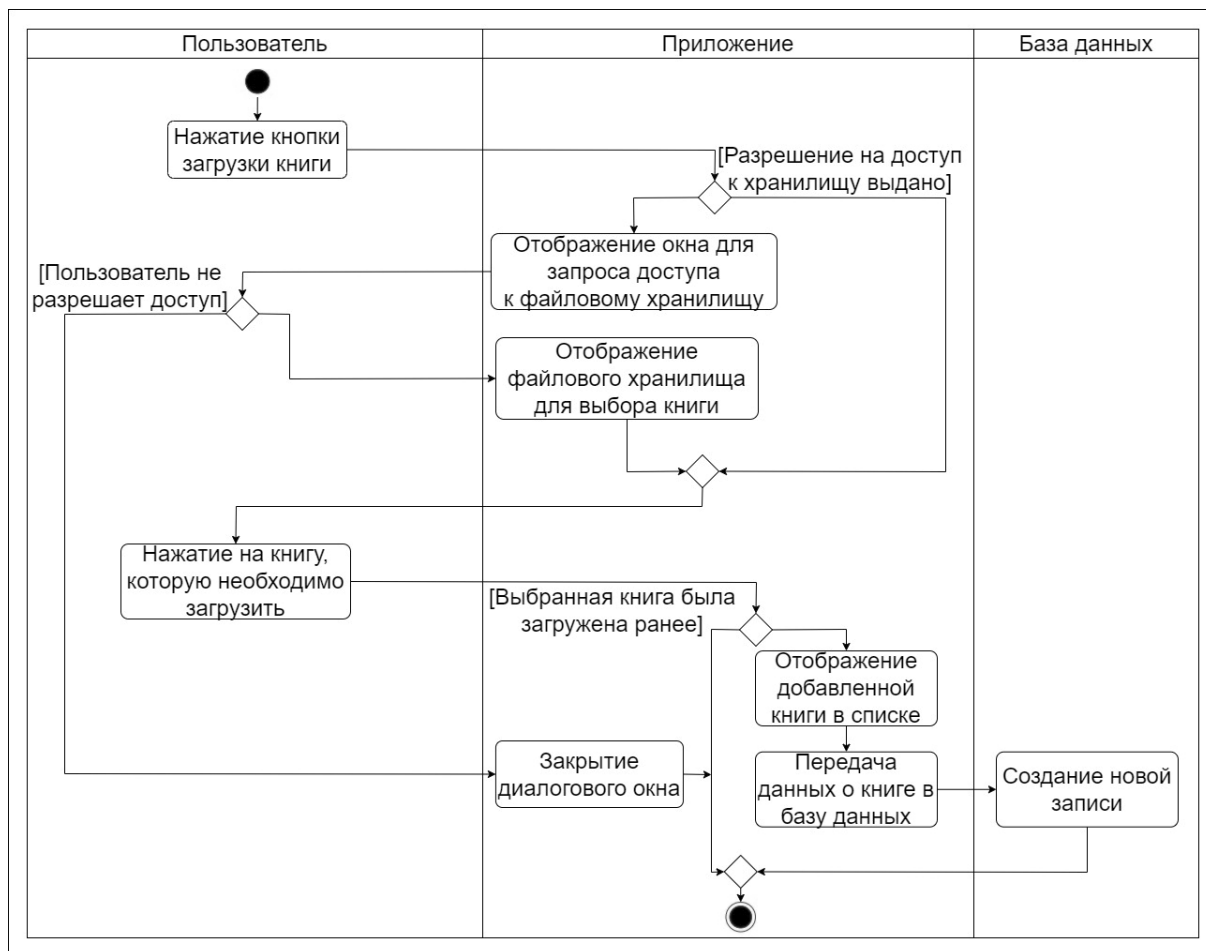 Пользователь
Приложение
База данных
Нажатие кнопки
загрузки книги
[Разрешение на доступ
к хранилищу выдано]
Отображение окна для
запроса доступа
к файловому хранилищу
[Пользователь не
разрешает доступ]
Отображение
файлового хранилища
для выбора книги
Нажатие на книгу,
которую необходимо
загрузить
[Выбранная книга была
загружена ранее]
Отображение
добавленной
книги в списке
Закрытие
диалогового окна
Передача
данных о книге в
базу данных
Создание новой
записи